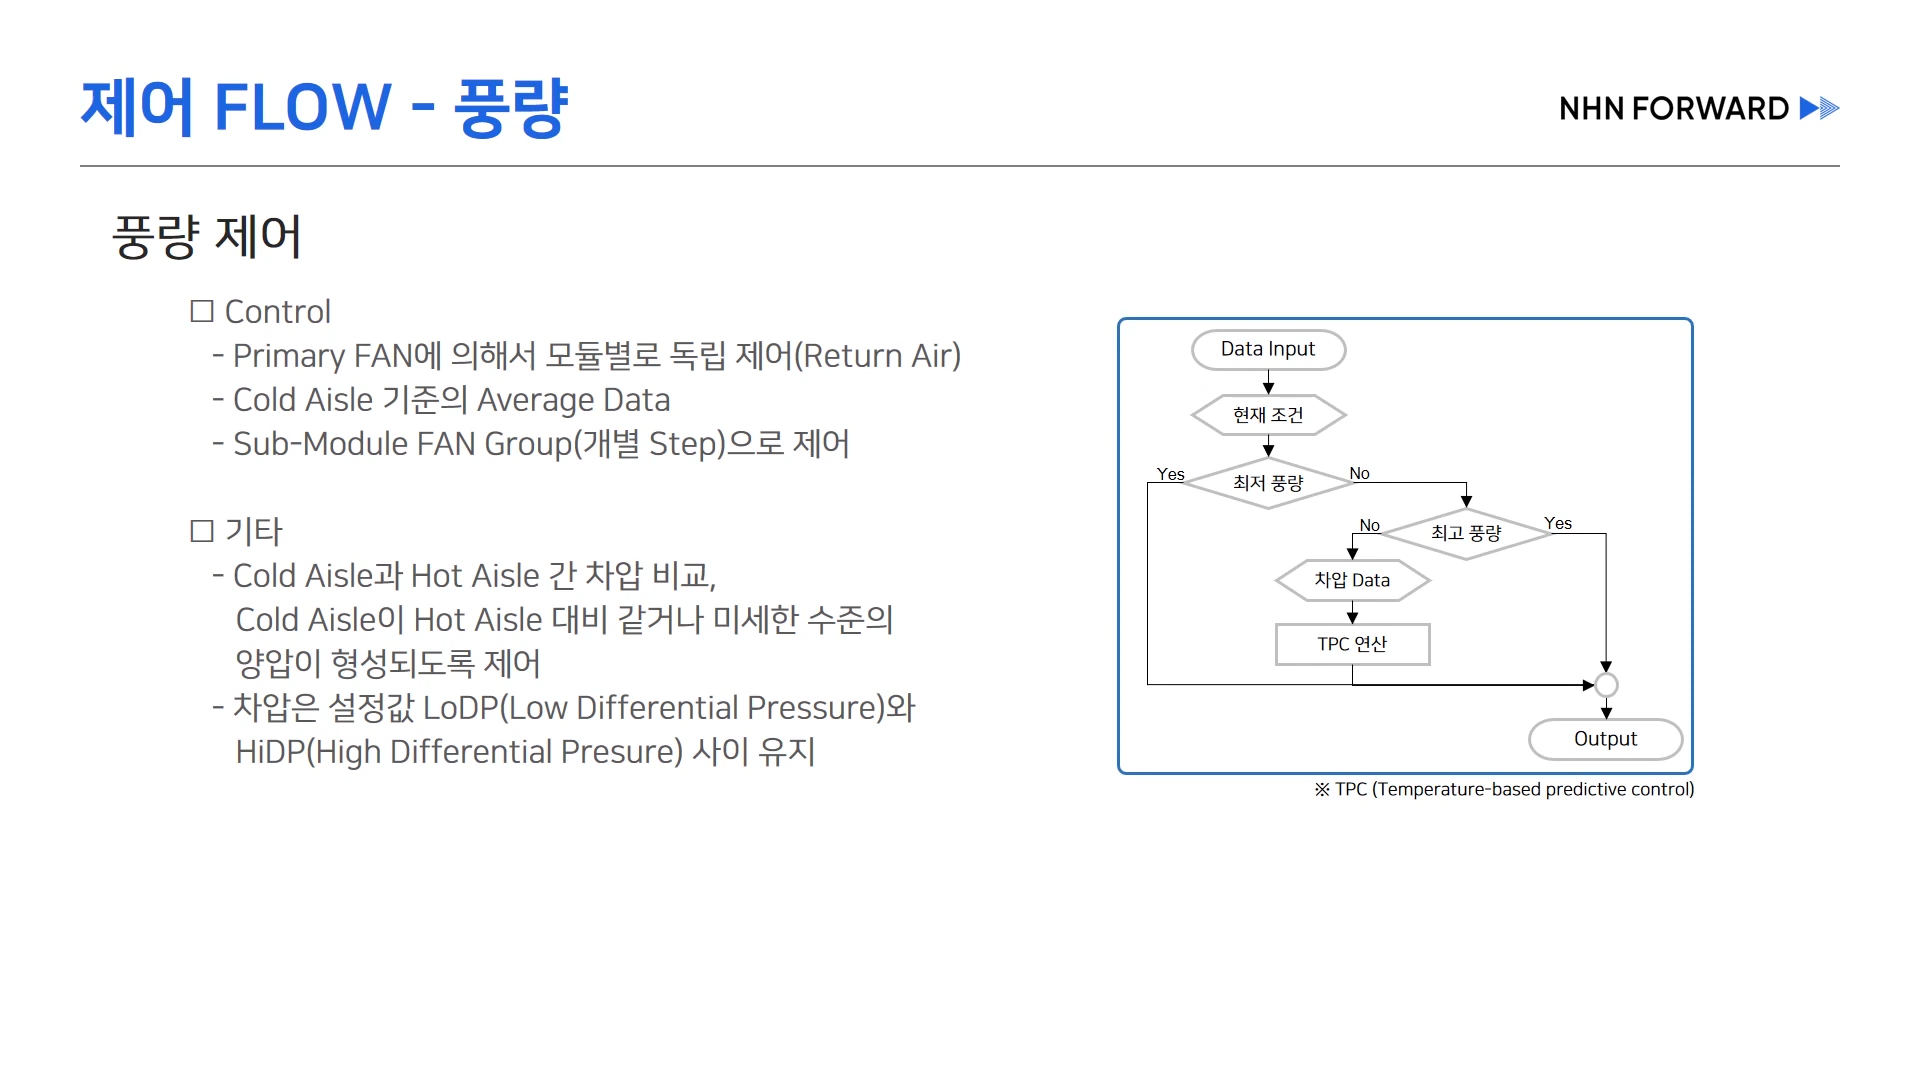 제어 FLOW - 풍량
NHN FORWARD
풍량 제어
□ Control
- Primary FAN에 의해서 모듈별로 독립 제어(Return Air)
- Cold Aisle 기준의 Average Data
- Sub-Module FAN Group(개별 Step)으로 제어
□ 기타
- Cold Aisle과 Hot Aisle 간 차압 비교,
Cold Aisle이 Hot Aisle 대비 같거나 미세한 수준의
양압이 형성되도록 제어
- 차압은 설정값 LoDP(Low Differential Pressure)와
HiDP(High Differential Presure) 사이 유지
Data Input
현재 조건
Yes
최저 풍량
No
No
최고 풍량
Yes
차압 Data
TPC 연산
Output
※ TPC (Temperature-based predictive control)